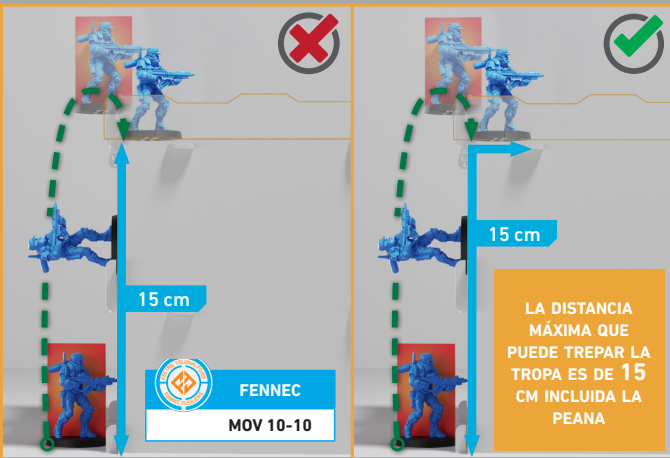 15 cm
FENNEC
MOV 10-10
15 cm
LA DISTANCIA
MÁXIMA QUE
PUEDE TREPAR LA
TROPA ES DE 15
CM INCLUIDA LA
PEANA